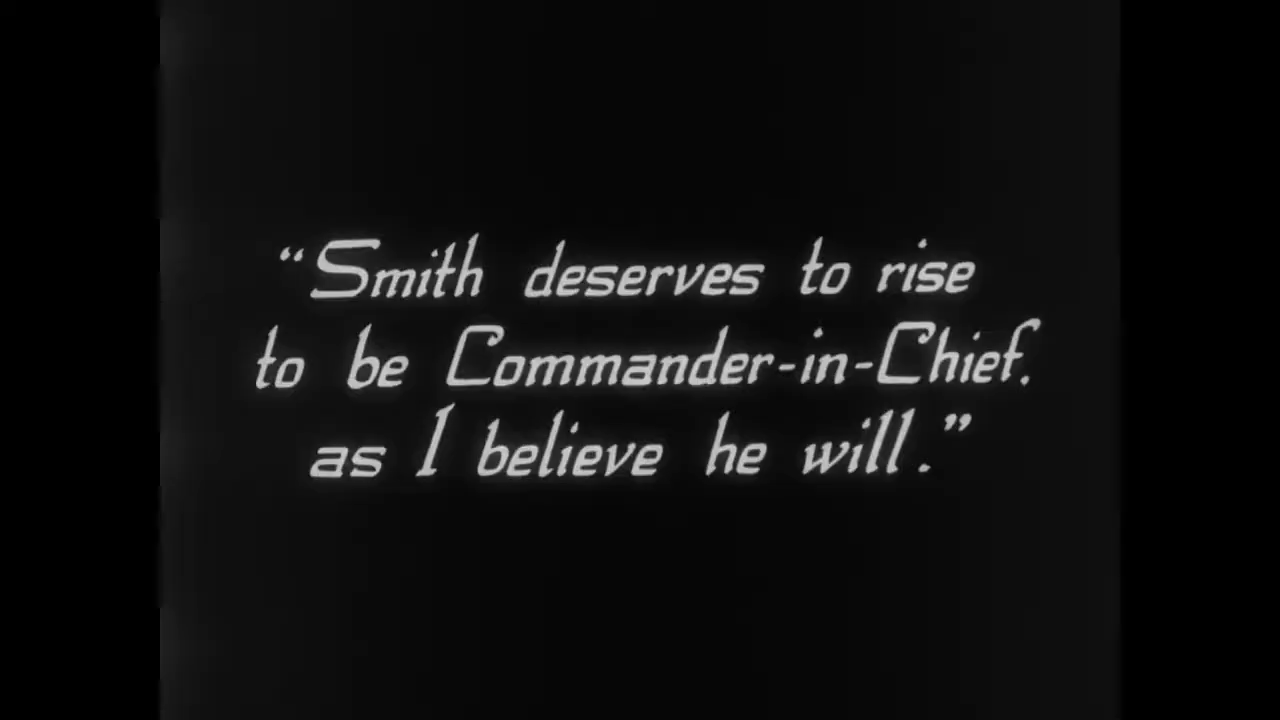 “Smith deserves to rise
to be Commander-in-Chief.
as I believe he will.”